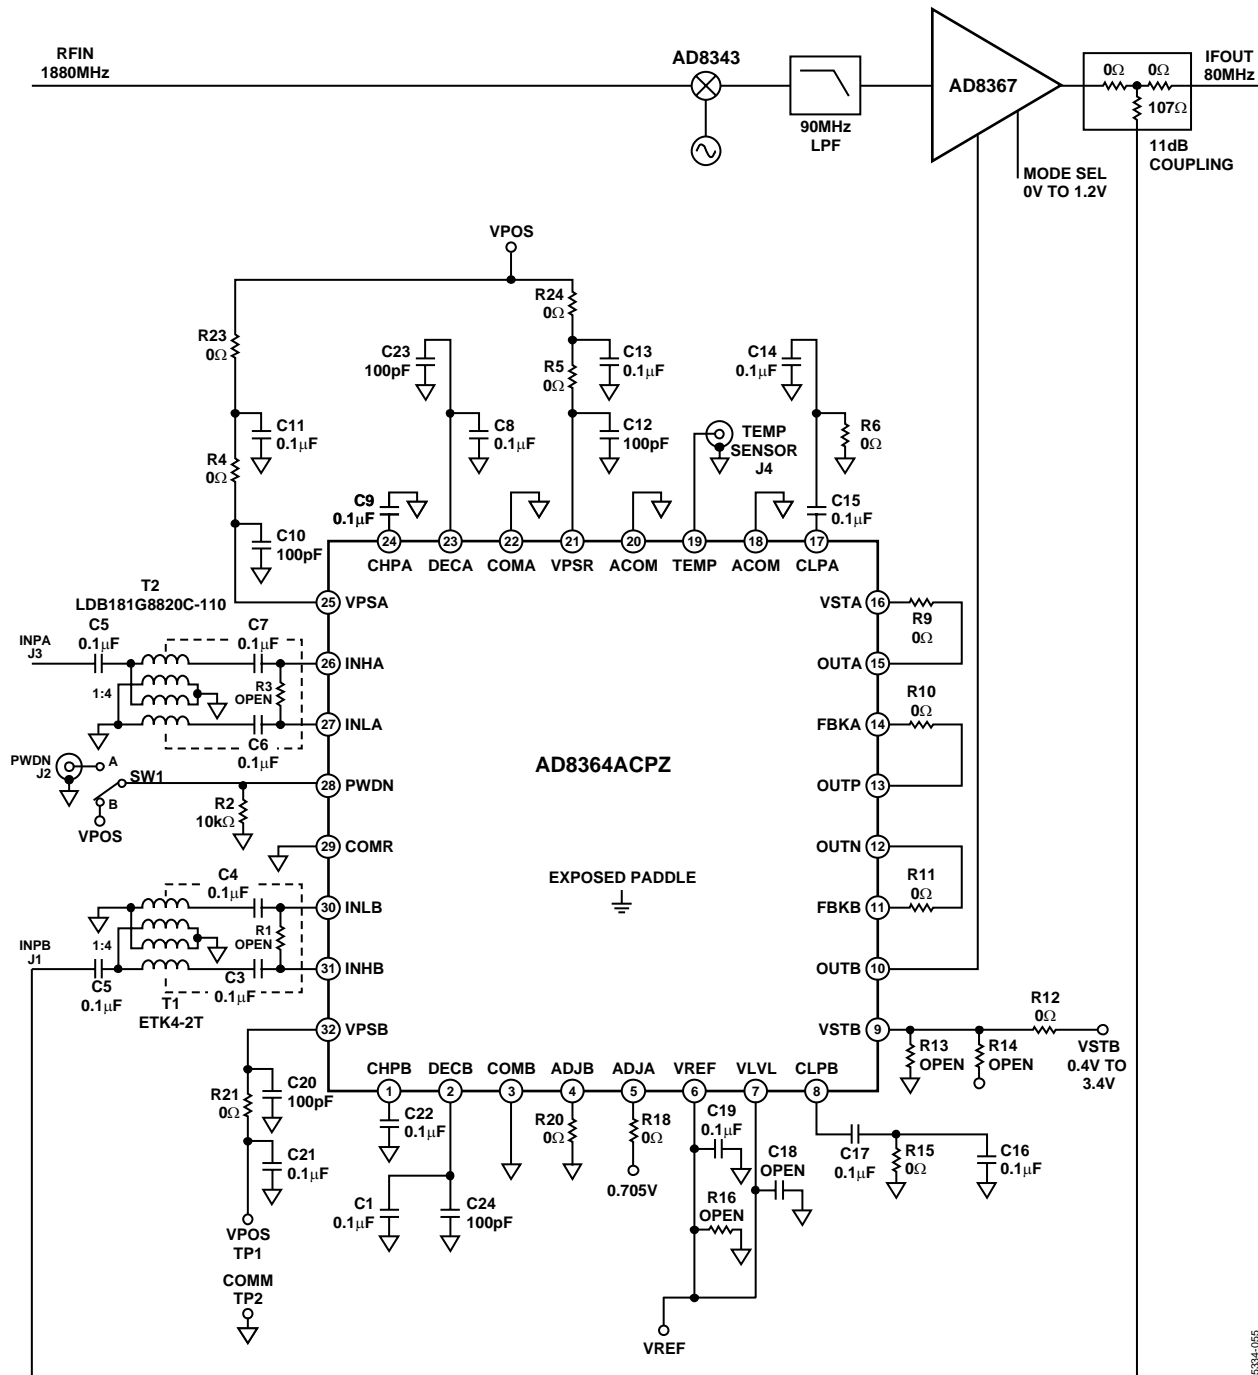 RFIN
1880MHz
AD8343
90MHz
LPF
AD8367
MODE SEL
0V TO 1.2V
0Ω 0Ω
107Ω
11dB
COUPLING
IFOUT
80MHz
VPOS
R23
0Ω
R24
0Ω
C23
100pF
C13
0.1μF
R5
0Ω
C14
0.1μF
C11
0.1μF
C8
0.1μF
C12
100pF
TEMP
SENSOR
J4
R6
0Ω
R4
0Ω
C9
0.1μF
C15
0.1μF
C10
100pF
24 23 22 21 20 19 18 17
CHPA DECA COMA VPSR ACOM TEMP ACOM CLPA
T2
LDB181G8820C-110
25 VPSA
VSTA 16
R9
0Ω
C5
0.1μF
C7
0.1μF
INPA
J3
26 INHA
OUTA 15
1:4
R3
OPEN
R10
0Ω
27 INLA
FBKA 14
C6
0.1μF
PWDN
J2
A
SW1
B
VPOS
R2
10kΩ
28 PWDN
AD8364ACPZ
OUTP 13
29 COMR
OUTN 12
EXPOSED PADDLE
R11
0Ω
C4
0.1μF
30 INLB
FBKB 11
1:4
R1
OPEN
INPB
J1
31 INHB
OUTB 10
C5
0.1μF
C3
0.1μF
T1
ETK4-2T
32 VPSB
VSTB 9
R12
0Ω
R13
OPEN
R14
OPEN
VSTB
0.4V TO
3.4V
CHPB DECB COMB ADJB ADJA VREF VLVL CLPB
1 2 3 4 5 6 7 8
R21
0Ω
C20
100pF
C22
0.1μF
R20
0Ω
R18
0Ω
C19
0.1μF
C21
0.1μF
C18
OPEN
C17
0.1μF
R15
0Ω
C16
0.1μF
0.705V
C1
0.1μF
C24
100pF
R16
OPEN
VPOS
TP1
COMM
TP2
VREF
5334-055